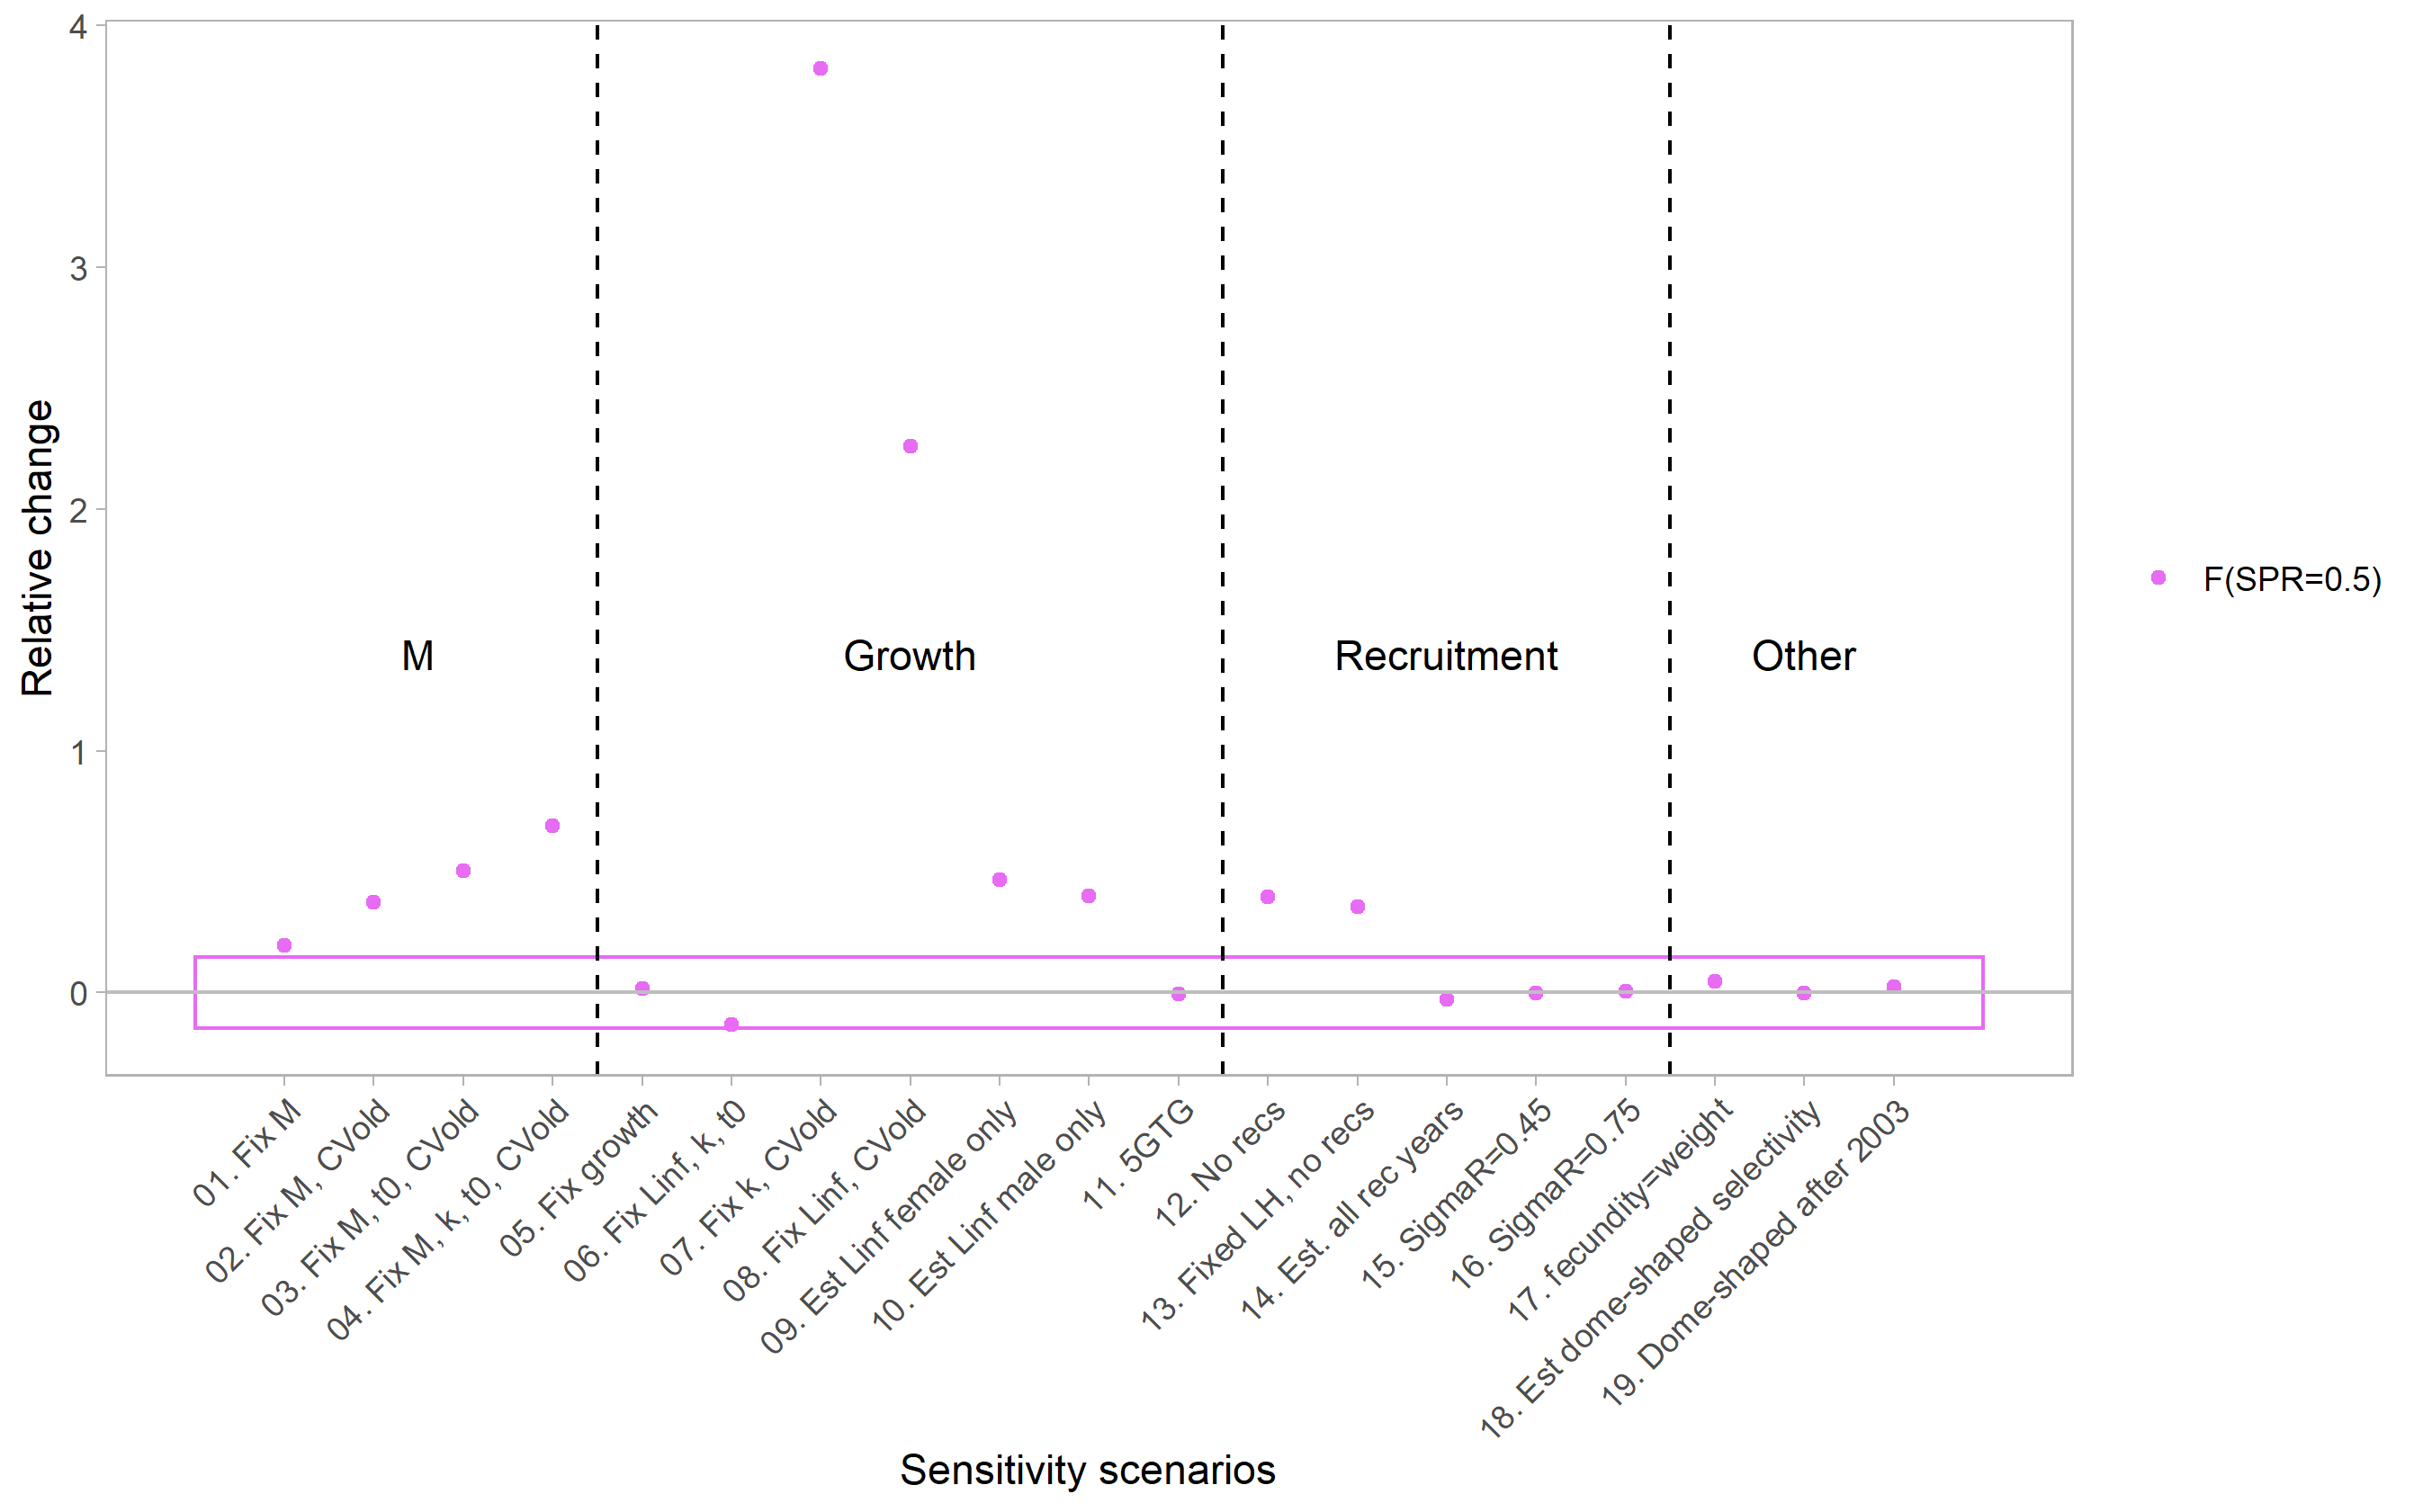 4
3
2
1
0
Relative change
M
Growth
Recruitment
Other
F(SPR=0.5)
01. Fix M
02. Fix M, CVold
03. Fix M, t0, CVold
04. Fix M, k, t0, CVold
05. Fix growth
06. Fix Linf, k, t0
07. Fix k, CVold
08. Fix Linf, CVold
09. Est Linf female only
10. Est Linf male only
11. 5GTG
12. No recs
13. Fixed LH, no recs
14. Est. all rec years
15. SigmaR=0.45
16. SigmaR=0.75
17. fecundity=weight
18. Est dome-shaped selectivity
19. Dome-shaped after 2003
Sensitivity scenarios